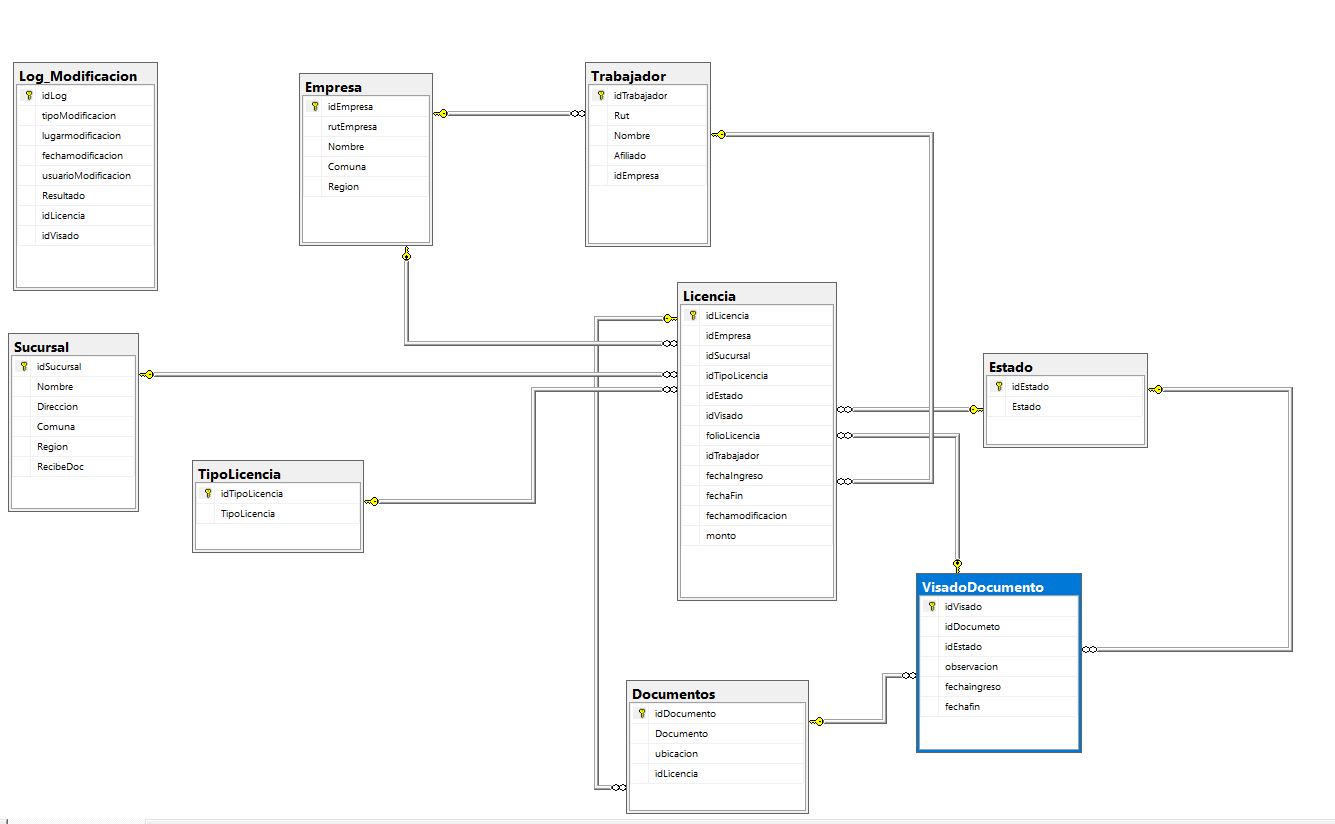 Log_Modificacion
idLog
tipoModificacion
lugarmodificacion
fechamodificacion
usuarioModificacion
Resultado
idLicencia
idVisado
Empresa
idEmpresa
rutEmpresa
Nombre
Comuna
Region
Trabajador
idTrabajador
Rut
Nombre
Afiliado
idEmpresa
Licencia
idLicencia
idEmpresa
idSucursal
idTipoLicencia
idEstado
idVisado
folioLicencia
idTrabajador
fechaIngreso
fechaFin
fechamodificacion
monto
Sucursal
idSucursal
Nombre
Direccion
Comuna
Region
RecibeDoc
Estado
idEstado
Estado
TipoLicencia
idTipoLicencia
TipoLicencia
VisadoDocumento
idVisado
idDocumeto
idEstado
observacion
fechaingreso
fechafin
Documentos
idDocumento
Documento
ubicacion
idLicencia